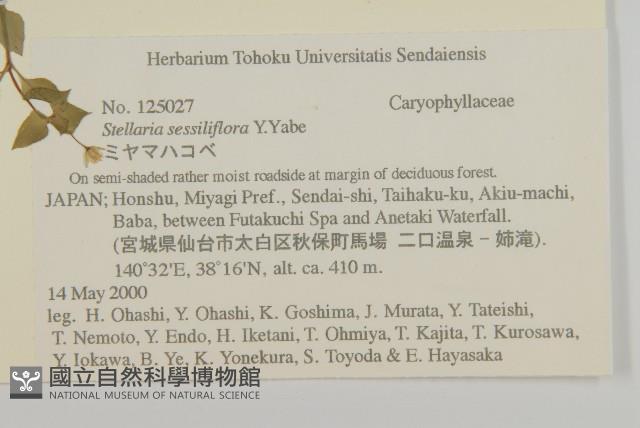 Herbarium Tohoku Universitatis Sendaiensis
No. 125027 Caryophyllaceae
Stellaria sessiliflora Y.Yabe
ミヤマハコベ
On semi-shaded rather moist roadside at margin of deciduous forest.
JAPAN; Honshu, Miyagi Pref., Sendai-shi, Taihaku-ku, Akiu-machi,
Baba, between Futakuchi Spa and Anetaki Waterfall.
(宮城県仙台市太白区秋保町馬場 二口温泉－姉滝).
140°32'E, 38°16'N, alt. ca. 410 m.
14 May 2000
leg. H. Ohashi, Y. Ohashi, K. Goshima, J. Murata, Y. Tateishi,
T. Nemoto, Y. Endo, H. Iketani, T. Ohmiya, T. Kajita, T. Kurosawa,
Y. Iokawa, B. Ye, K. Yonekura, S. Toyoda & E. Hayasaka
國立自然科學博物館
NATIONAL MUSEUM OF NATURAL SCIENCE